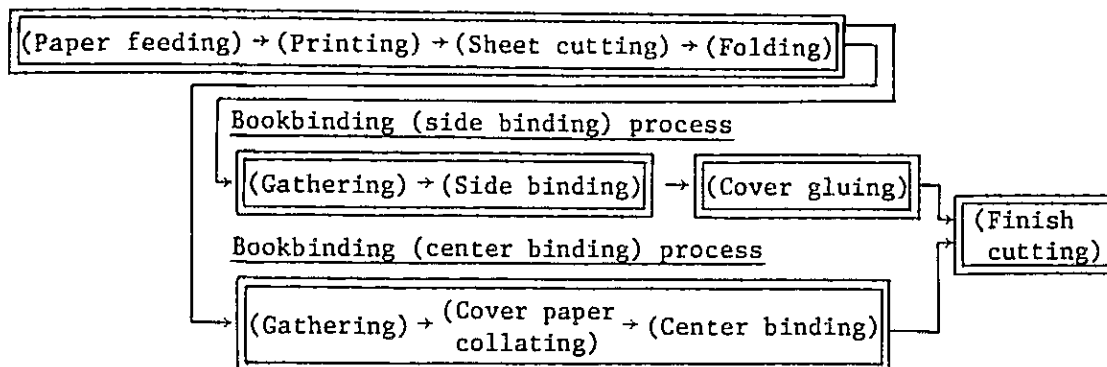 (Paper feeding) → (Printing) → (Sheet cutting) → (Folding)
Bookbinding (side binding) process
(Gathering) → (Side binding) → (Cover gluing)
(Finish
cutting)
Bookbinding (center binding) process
(Gathering) → (Cover paper
collating) → (Center binding)